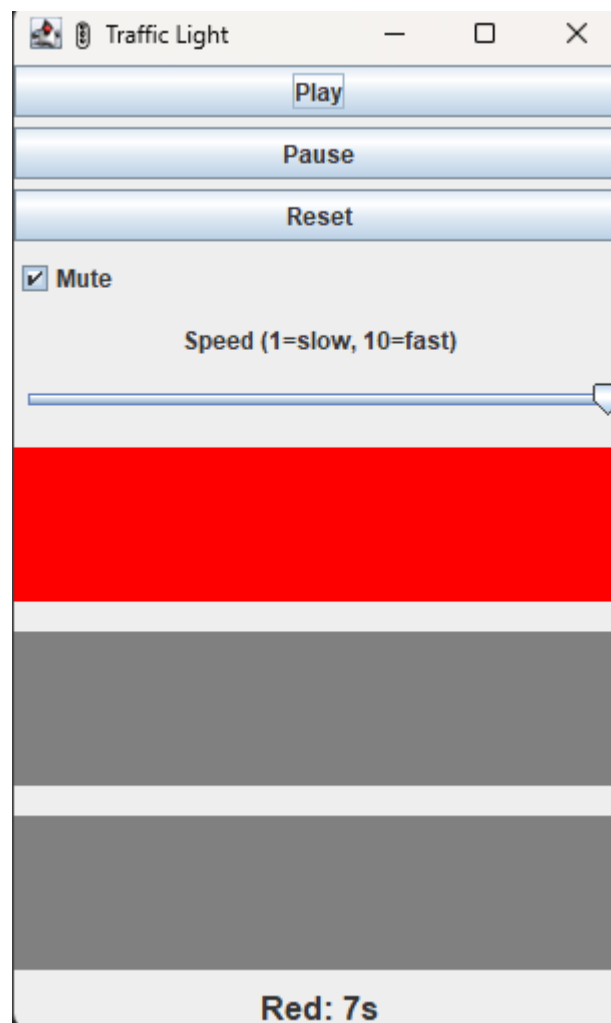 Traffic Light
Play
Pause
Reset
Mute
Speed (1=slow, 10=fast)
Red: 7s